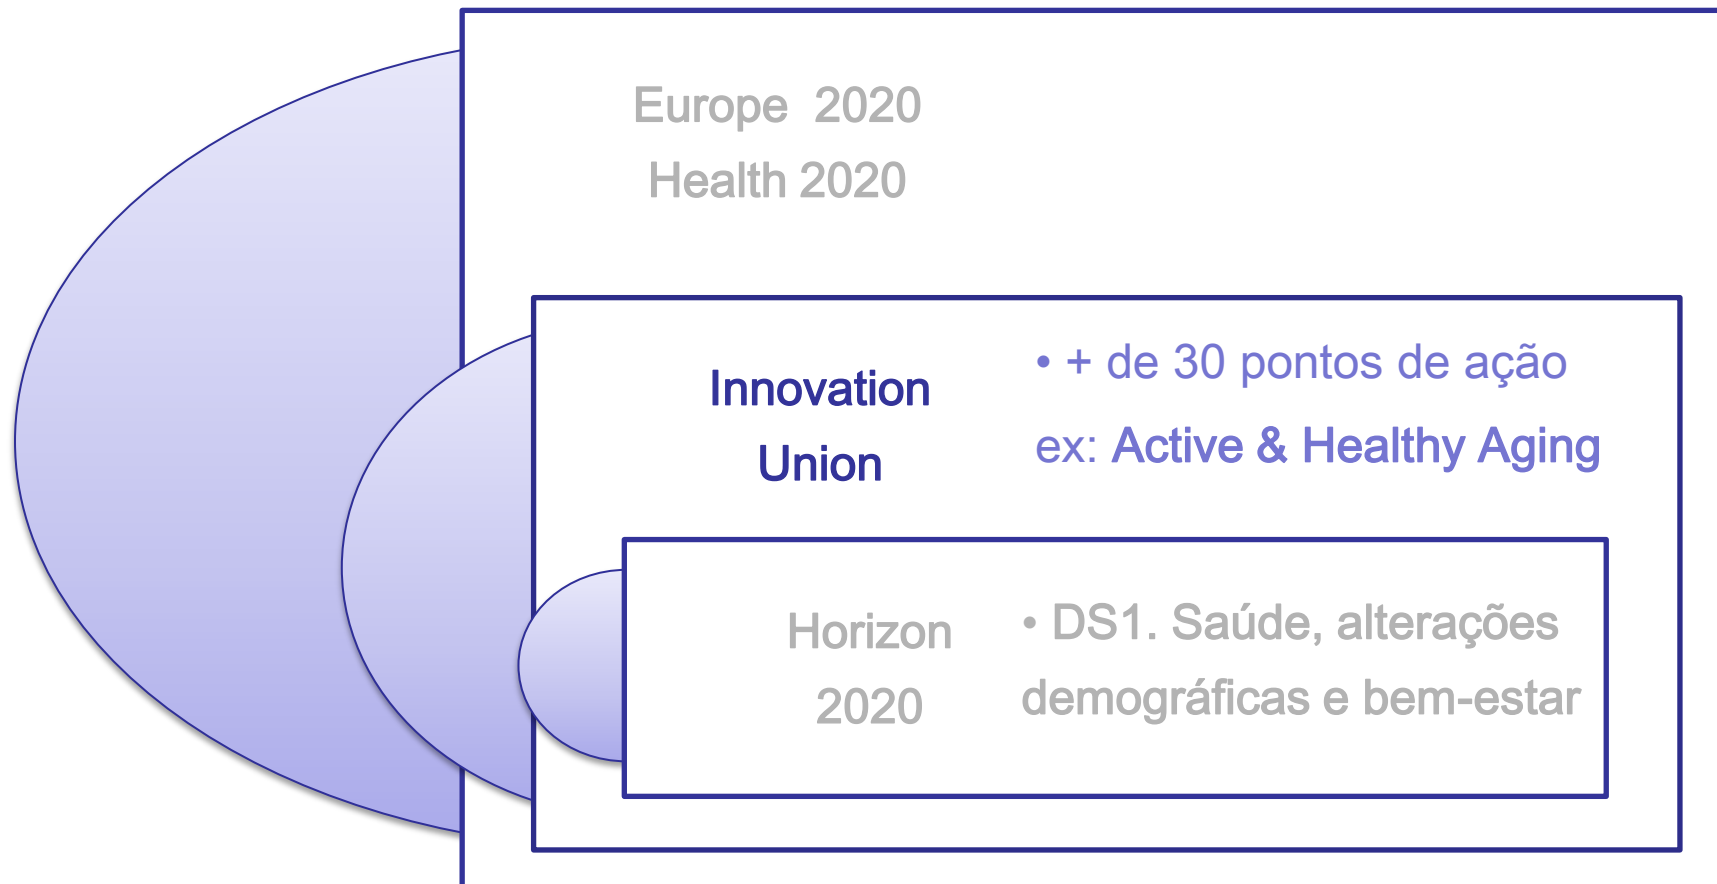 Europe 2020
Health 2020
Innovation
Union
• + de 30 pontos de ação
ex: Active & Healthy Aging
Horizon
2020
• DS1. Saúde, alterações
demográficas e bem-estar